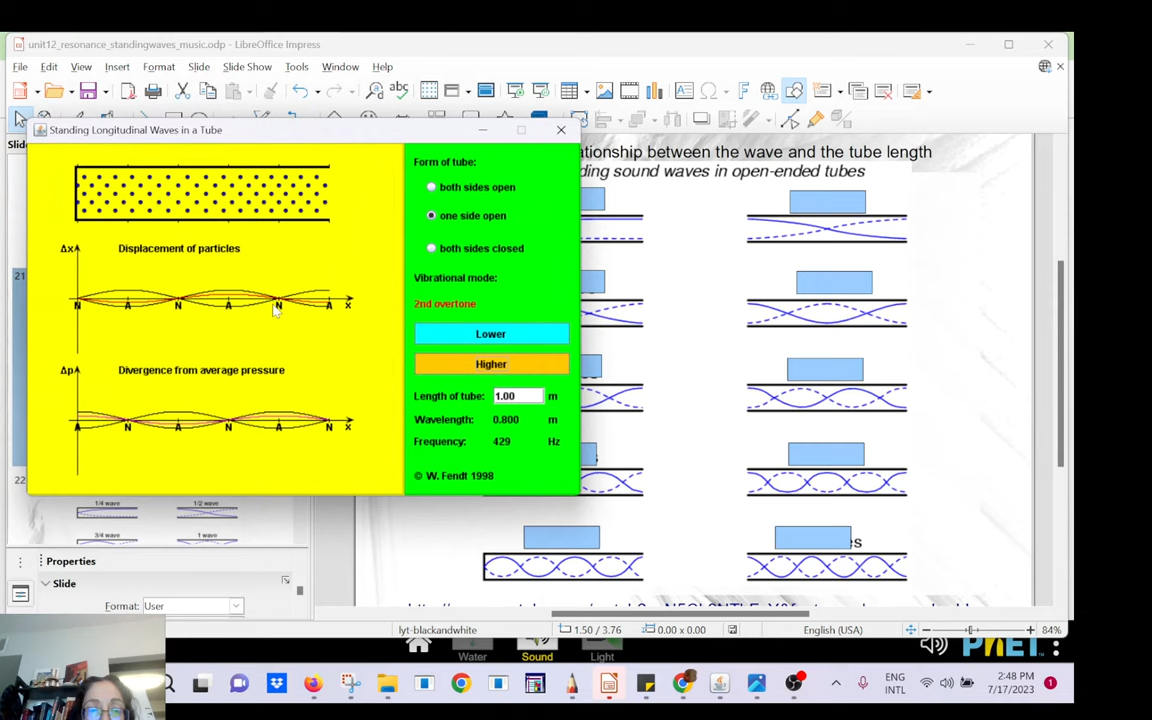 unit12_resonance_standingwaves_music.odp - LibreOffice Impress
File Edit View Insert Format Slide Slide Show Tools Window Help
Standing Longitudinal Waves in a Tube
Displacement of particles
Δx
N A N A N A x
Δp
Divergence from average pressure
A N A N A N x
Form of tube:
both sides open
one side open
both sides closed
Vibrational mode:
2nd overtone
Lower
Higher
Length of tube: 1.00 m
Wavelength: 0.800 m
Frequency: 429 Hz
© W. Fendt 1998
ationship between the wave and the tube length
ding sound waves in open-ended tubes
21
22
1/4 wave 1/2 wave
3/4 wave 1 wave
Properties
Slide
Format: User
lyt-blackandwhite
1.50 / 3.76
0.00 x 0.00
English (USA)
84%
Water Sound Light
PhET
ENG
INTL
2:48 PM
7/17/2023
1